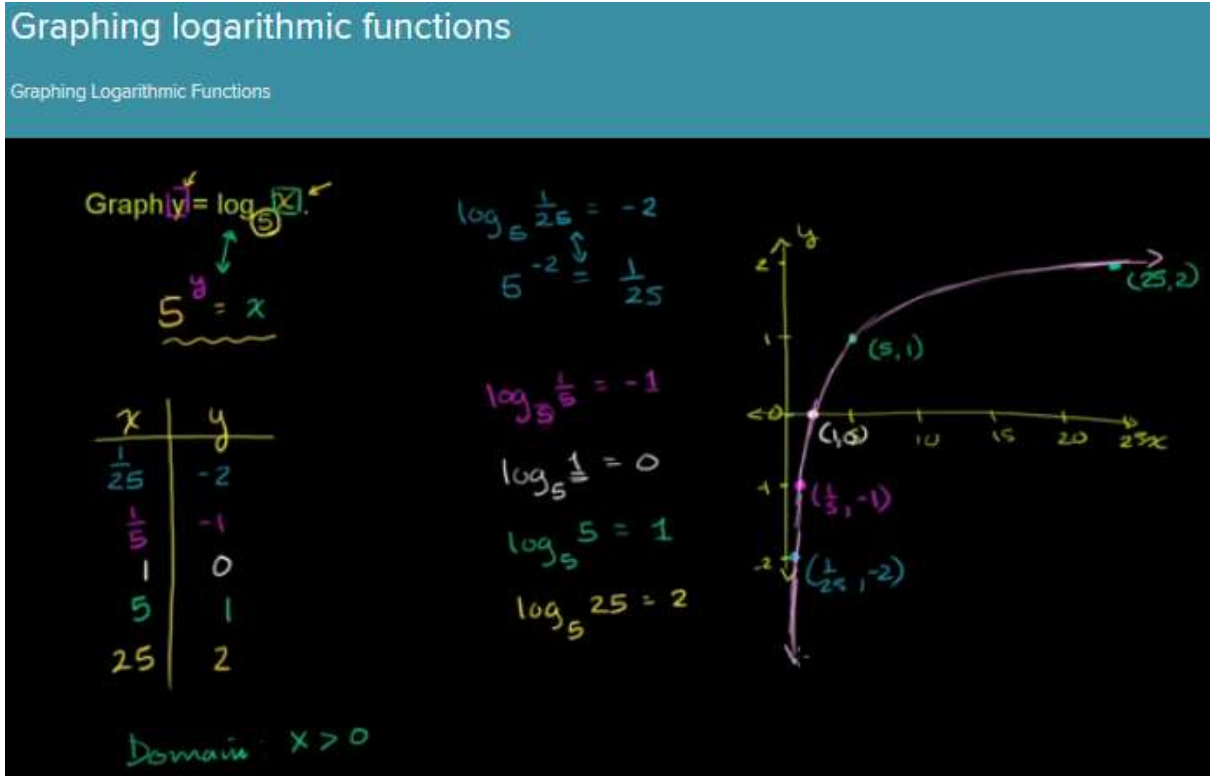 Graphing logarithmic functions
Graphing Logarithmic Functions
Graph y = log₅ x.
5^y = x
x | y
1/25 | -2
1/5 | -1
1 | 0
5 | 1
25 | 2
Domain: x > 0
log₅ 1/25 = -2
5^-2 = 1/25
log₅ 1/5 = -1
log₅ 1 = 0
log₅ 5 = 1
log₅ 25 = 2
y
2
(25,2)
1
(5,1)
0
(1,0) 5 10 15 20 25 x
-1
(1/5, -1)
-2
(1/25, -2)